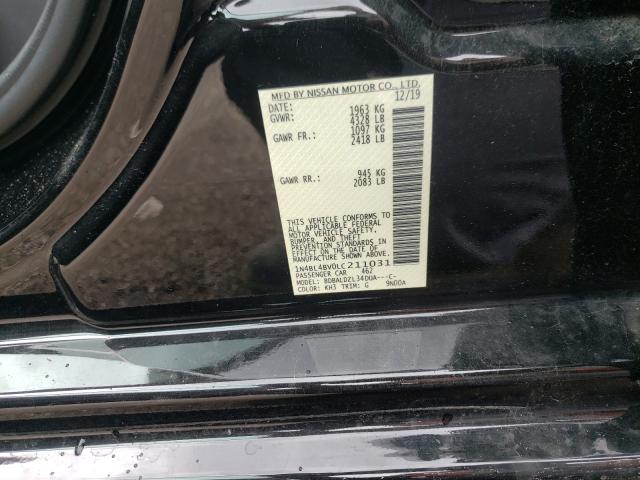 MFD BY NISSAN MOTOR CO., LTD.
DATE: 12/19
GVWR: 1963 KG
4328 LB
GAWR FR.: 1097 KG
2418 LB
GAWR RR.: 945 KG
2083 LB
THIS VEHICLE CONFORMS TO
ALL APPLICABLE FEDERAL
MOTOR VEHICLE SAFETY,
BUMPER, AND THEFT
PREVENTION STANDARDS IN
EFFECT ON THE DATE OF
MANUFACTURE SHOWN ABOVE.
1N4BL4BV0LC211031
PASSENGER CAR 462
MODEL: BDBALDZL34DUA---C-
COLOR: KH3 TRIM: G 9NOOA